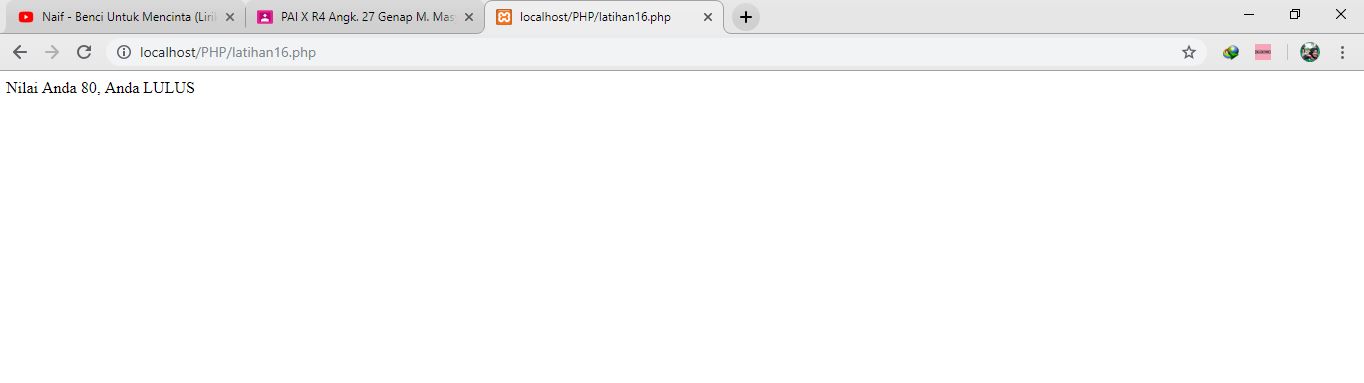 Naif - Benci Untuk Mencinta (Liri
PAI X R4 Angk. 27 Genap M. Mas
localhost/PHP/latihan16.php
localhost/PHP/latihan16.php
Nilai Anda 80, Anda LULUS